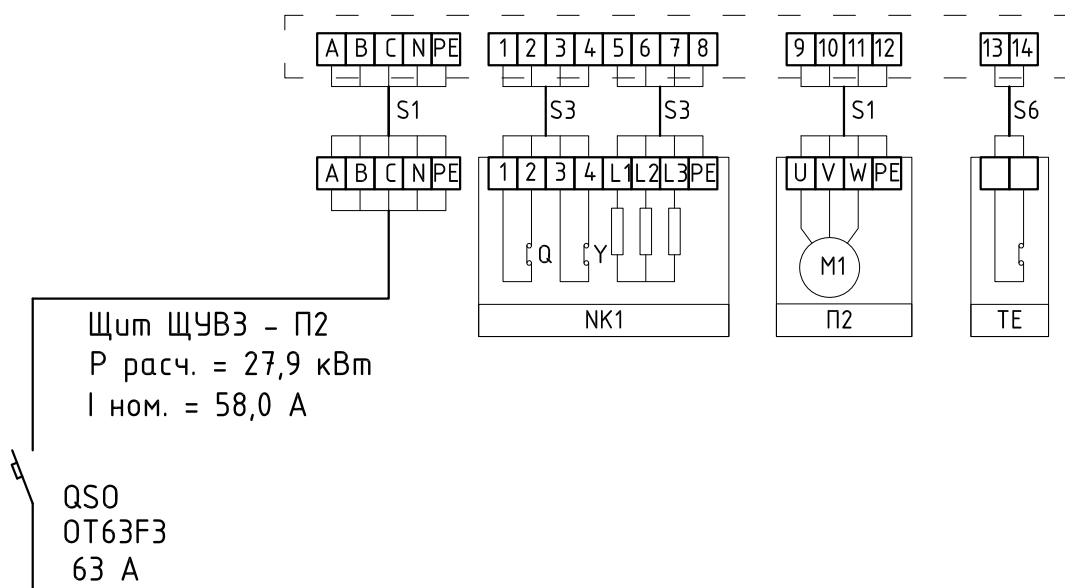 A B C N PE 1 2 3 4 5 6 7 8 9 10 11 12 13 14
S1 S3 S3 S1 S6
A B C N PE 1 2 3 4 L1 L2 L3 PE U V W PE
Q Y M1
NK1 П2 TE
Щит ЩУВ3 - П2
Р расч. = 27,9 кВт
I ном. = 58,0 А
QS0
OT63F3
63 А